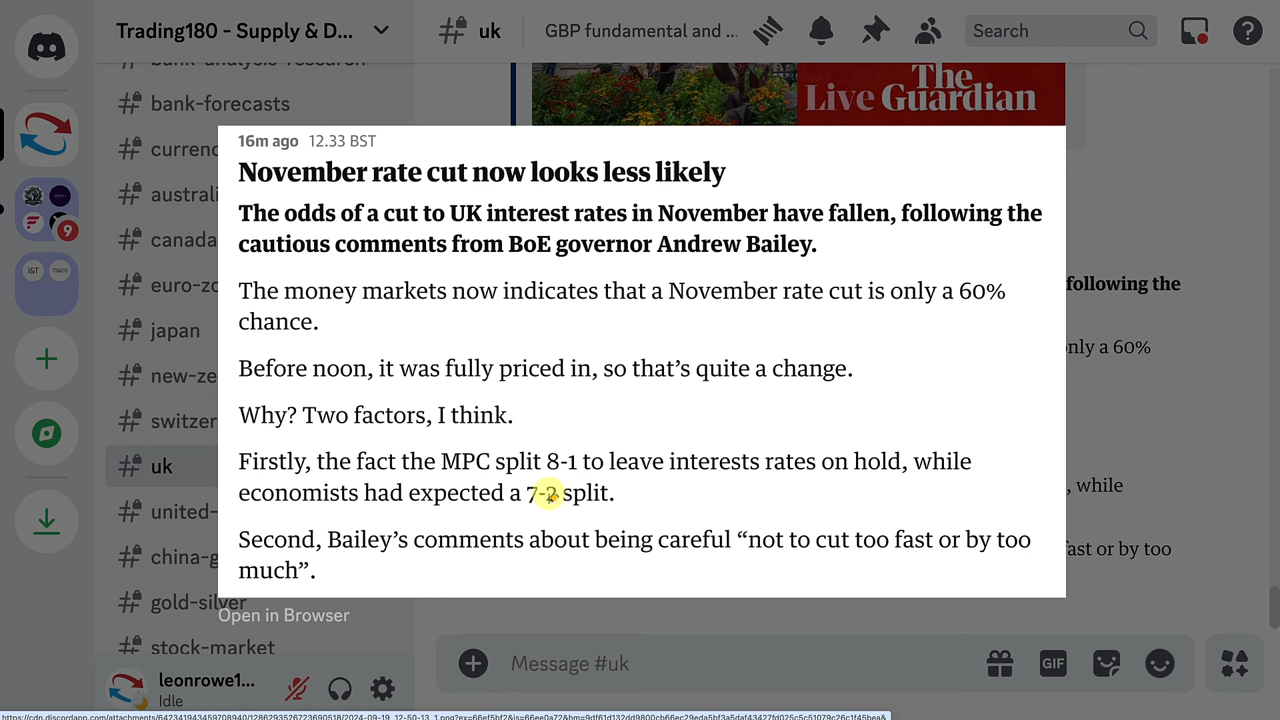 Trading180 - Supply & D...
# uk
GBP fundamental and ...
Search
bank-analysis-research
bank-forecasts
currenc
australi
canada
euro-zo
japan
new-ze
switzer
uk
united-
china-g
gold-silver
stock-market
9
I&T
leonrowe1...
Idle
Live
The
Guardian
16m ago 12.33 BST
November rate cut now looks less likely
The odds of a cut to UK interest rates in November have fallen, following the
cautious comments from BoE governor Andrew Bailey.
The money markets now indicates that a November rate cut is only a 60%
chance.
Before noon, it was fully priced in, so that’s quite a change.
Why? Two factors, I think.
Firstly, the fact the MPC split 8-1 to leave interests rates on hold, while
economists had expected a 7-2 split.
Second, Bailey’s comments about being careful “not to cut too fast or by too
much”.
Open in Browser
following the
nly a 60%
, while
ast or by too
Message #uk
GIF